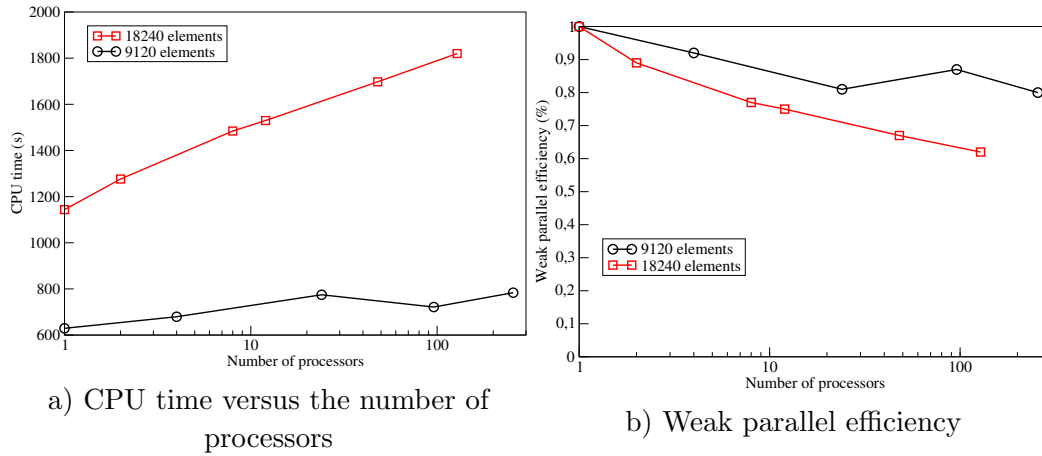 2000
1800
1600
1400
1200
1000
800
600
CPU time (s)
18240 elements
9120 elements
1
10
100
Number of processors
a) CPU time versus the number of
processors
1
0,9
0,8
0,7
0,6
0,5
0,4
0,3
0,2
0,1
0
Weak parallel efficiency (%)
9120 elements
18240 elements
1
10
100
Number of processors
b) Weak parallel efficiency